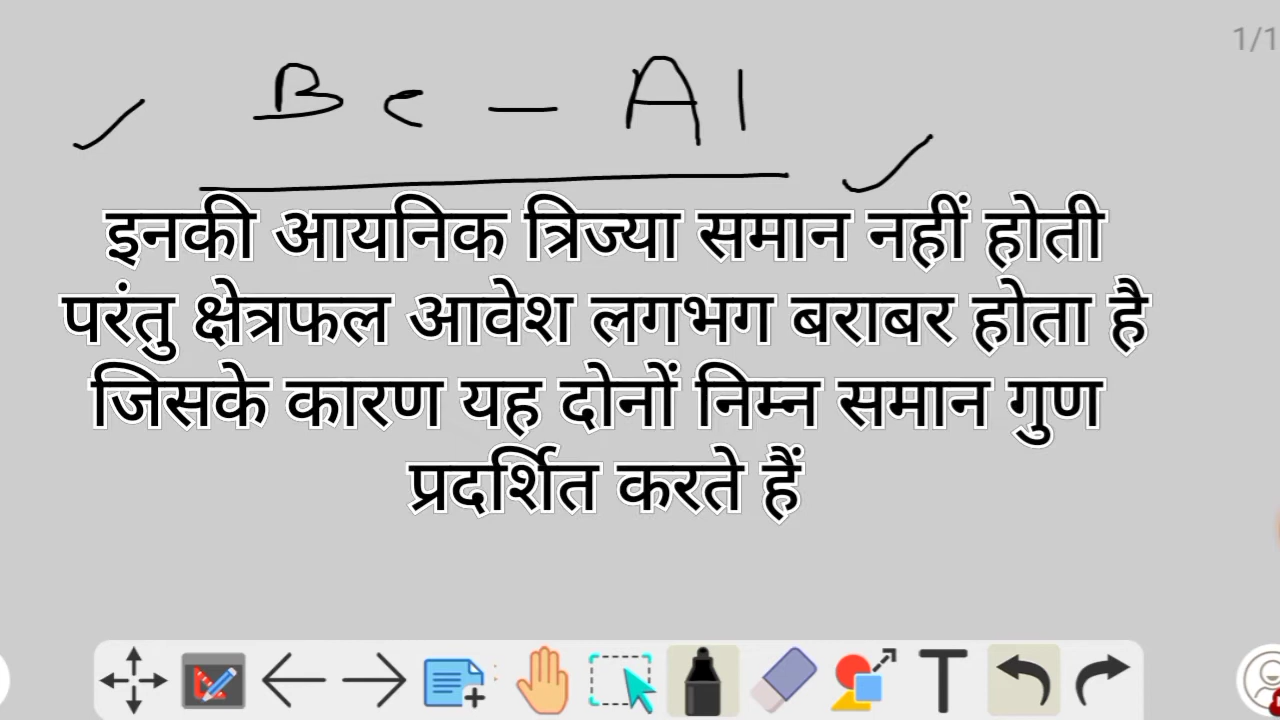 1/1
Be - Al
इनकी आयनिक त्रिज्या समान नहीं होती
परंतु क्षेत्रफल आवेश लगभग बराबर होता है
जिसके कारण यह दोनों निम्न समान गुण
प्रदर्शित करते हैं
T